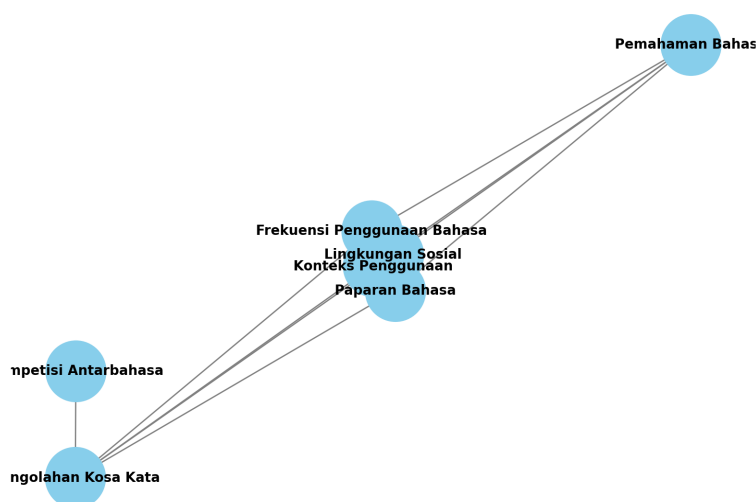 Pemahaman Bahas
Frekuensi Penggunaan Bahasa
Lingkungan Sosial
Konteks Penggunaan
Paparan Bahasa
mpetisi Antarbahasa
ngolahan Kosa Kata